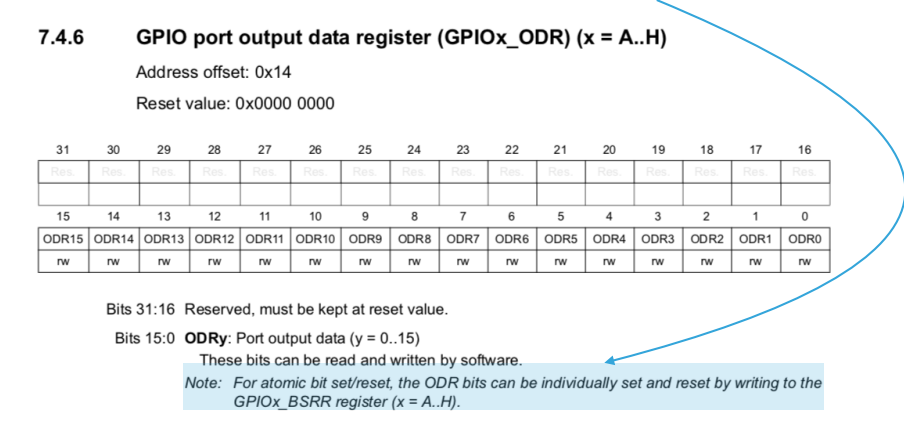 7.4.6 GPIO port output data register (GPIOx_ODR) (x = A..H)
Address offset: 0x14
Reset value: 0x0000 0000
31 30 29 28 27 26 25 24 23 22 21 20 19 18 17 16
Res. Res. Res. Res. Res. Res. Res. Res. Res. Res. Res. Res. Res. Res. Res. Res.
15 14 13 12 11 10 9 8 7 6 5 4 3 2 1 0
ODR15 ODR14 ODR13 ODR12 ODR11 ODR10 ODR9 ODR8 ODR7 ODR6 ODR5 ODR4 ODR3 ODR2 ODR1 ODR0
rw rw rw rw rw rw rw rw rw rw rw rw rw rw rw rw
Bits 31:16 Reserved, must be kept at reset value.
Bits 15:0 ODRy: Port output data (y = 0..15)
These bits can be read and written by software.
Note: For atomic bit set/reset, the ODR bits can be individually set and reset by writing to the
GPIOx_BSRR register (x = A..H).